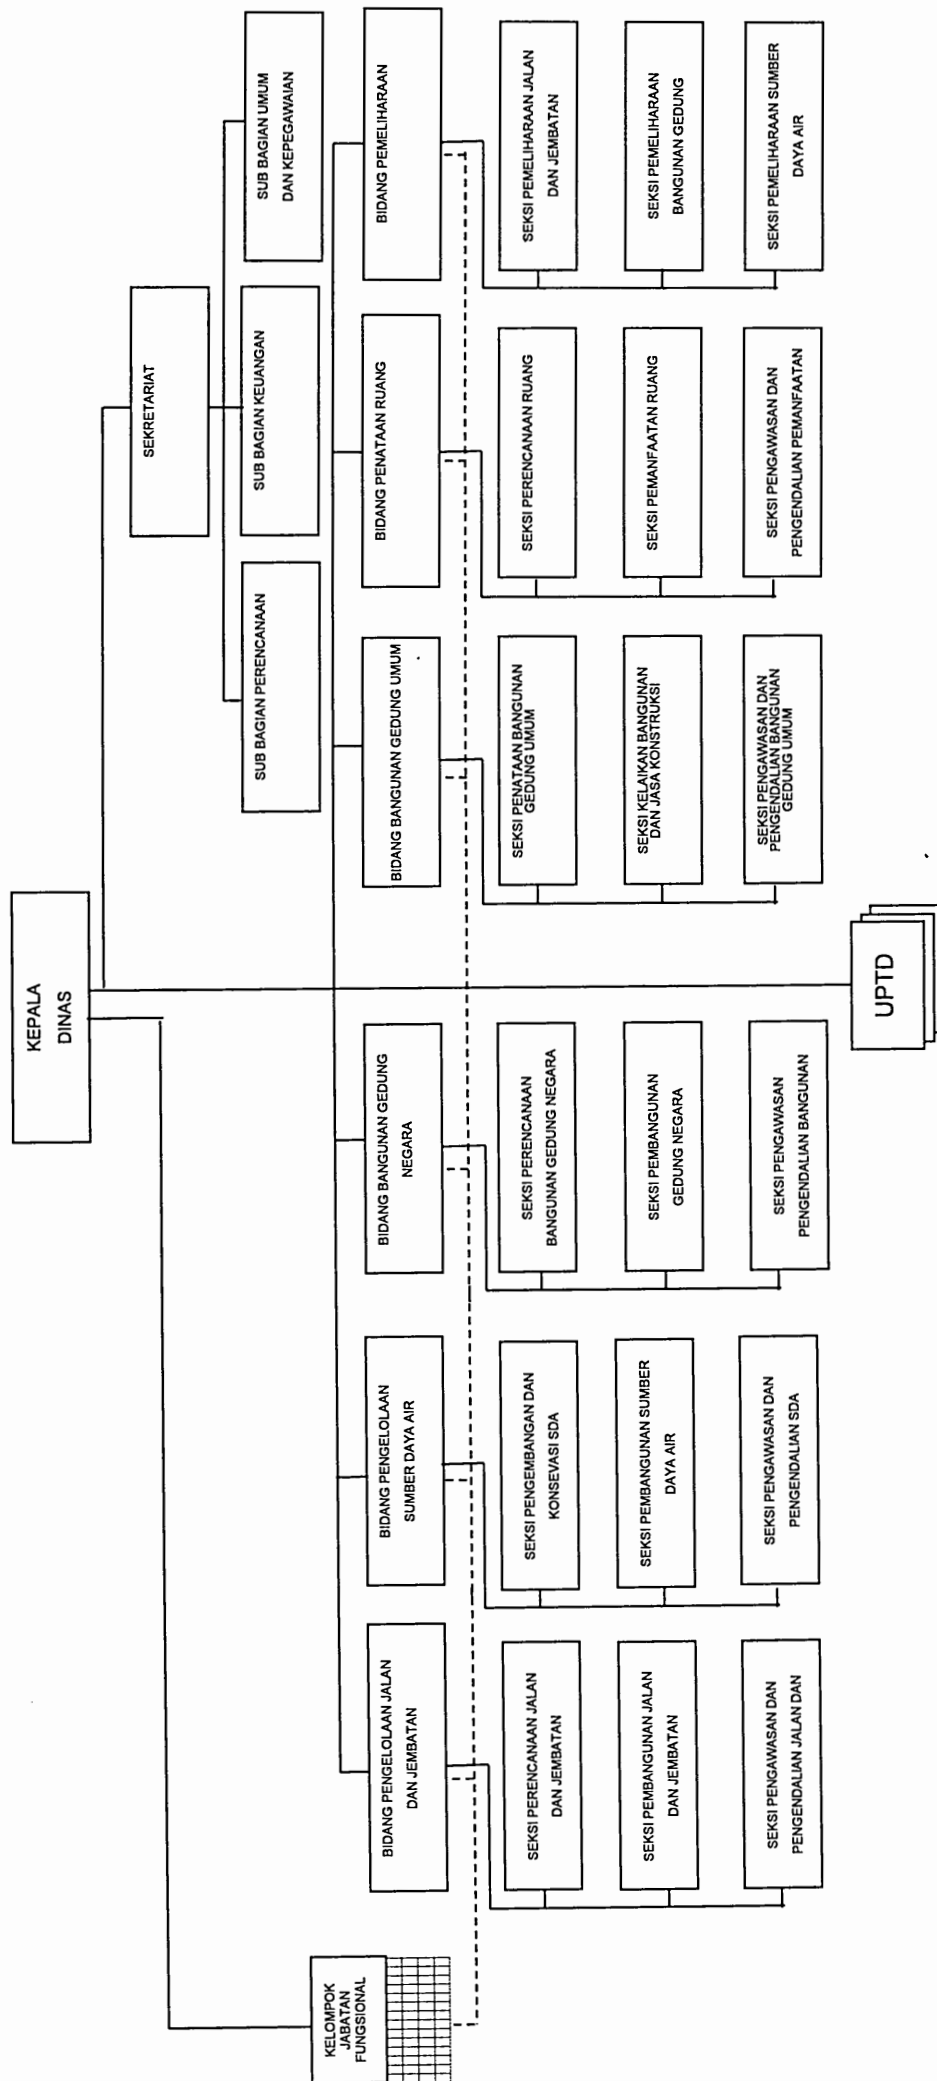 KEPALA
DINAS
SEKRETARIAT
SUB BAGIAN PERENCANAAN
SUB BAGIAN KEUANGAN
SUB BAGIAN UMUM
DAN KEPEGAWAIAN
KELOMPOK
JABATAN
FUNGSIONAL
BIDANG PENGELOLAAN JALAN
DAN JEMBATAN
BIDANG PENGELOLAAN
SUMBER DAYA AIR
BIDANG BANGUNAN GEDUNG
NEGARA
BIDANG BANGUNAN GEDUNG UMUM
BIDANG PENATAAN RUANG
BIDANG PEMELIHARAAN
SEKSI PERENCANAAN JALAN
DAN JEMBATAN
SEKSI PENGEMBANGAN DAN
KONSEVASI SDA
SEKSI PERENCANAAN
BANGUNAN GEDUNG NEGARA
SEKSI PENATAAN BANGUNAN
GEDUNG UMUM
SEKSI PERENCANAAN RUANG
SEKSI PEMELIHARAAN JALAN
DAN JEMBATAN
SEKSI PEMBANGUNAN JALAN
DAN JEMBATAN
SEKSI PEMBANGUNAN SUMBER
DAYA AIR
SEKSI PEMBANGUNAN
GEDUNG NEGARA
SEKSI KELAIKAN BANGUNAN
DAN JASA KONSTRUKSI
SEKSI PEMANFAATAN RUANG
SEKSI PEMELIHARAAN
BANGUNAN GEDUNG
SEKSI PENGAWASAN DAN
PENGENDALIAN JALAN DAN
SEKSI PENGAWASAN DAN
PENGENDALIAN SDA
SEKSI PENGAWASAN
PENGENDALIAN BANGUNAN
SEKSI PENGAWASAN DAN
PENGENDALIAN BANGUNAN
GEDUNG UMUM
SEKSI PENGAWASAN DAN
PENGENDALIAN PEMANFAATAN
SEKSI PEMELIHARAAN SUMBER
DAYA AIR
UPTD